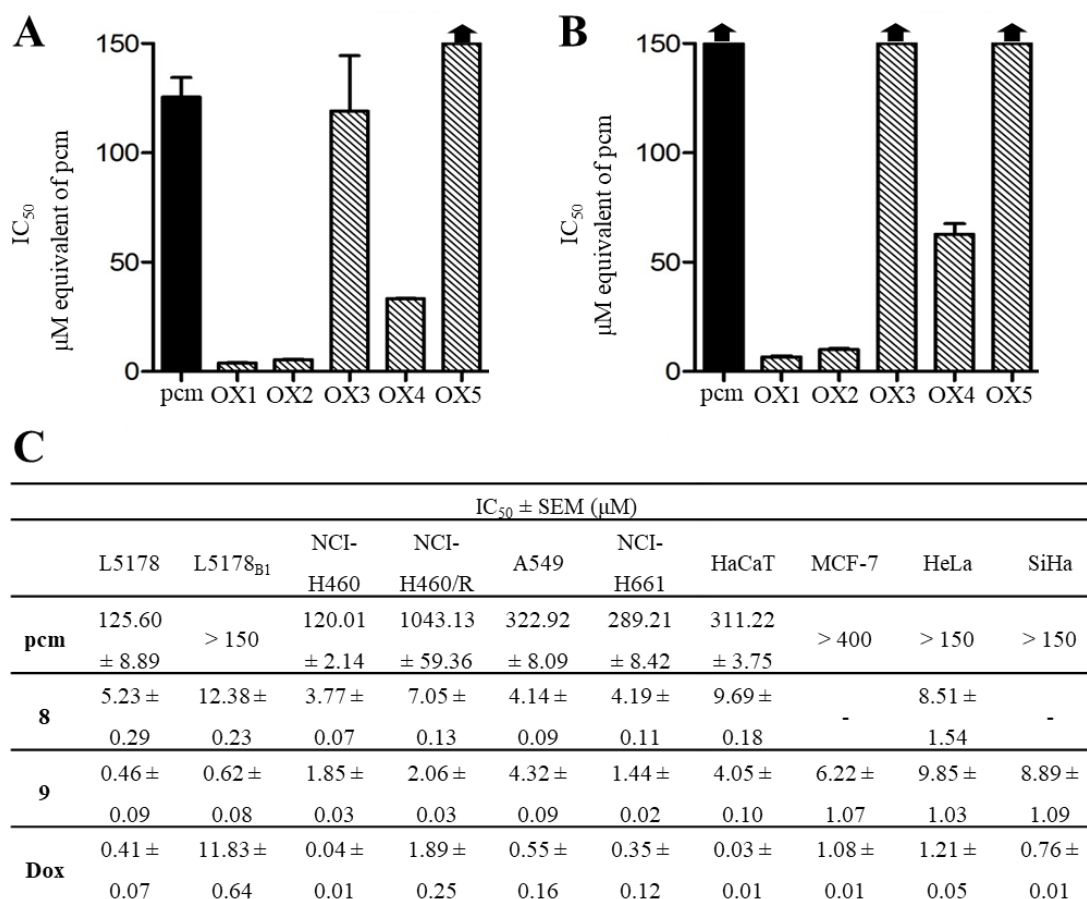 A
B
IC50
μM equivalent of pcm
150
100
50
0
pcm OX1 OX2 OX3 OX4 OX5
IC50
μM equivalent of pcm
150
100
50
0
pcm OX1 OX2 OX3 OX4 OX5
C
IC50 ± SEM (μM)
L5178 L5178B1 NCI-H460 NCI-H460/R A549 NCI-H661 HaCaT MCF-7 HeLa SiHa
pcm 125.60 ± 8.89 > 150 120.01 ± 2.14 1043.13 ± 59.36 322.92 ± 8.09 289.21 ± 8.42 311.22 ± 3.75 > 400 > 150 > 150
8 5.23 ± 0.29 12.38 ± 0.23 3.77 ± 0.07 7.05 ± 0.13 4.14 ± 0.09 4.19 ± 0.11 9.69 ± 0.18 - 8.51 ± 1.54 -
9 0.46 ± 0.09 0.62 ± 0.08 1.85 ± 0.03 2.06 ± 0.03 4.32 ± 0.09 1.44 ± 0.02 4.05 ± 0.10 6.22 ± 1.07 9.85 ± 1.03 8.89 ± 1.09
Dox 0.41 ± 0.07 11.83 ± 0.64 0.04 ± 0.01 1.89 ± 0.25 0.55 ± 0.16 0.35 ± 0.12 0.03 ± 0.01 1.08 ± 0.01 1.21 ± 0.05 0.76 ± 0.01